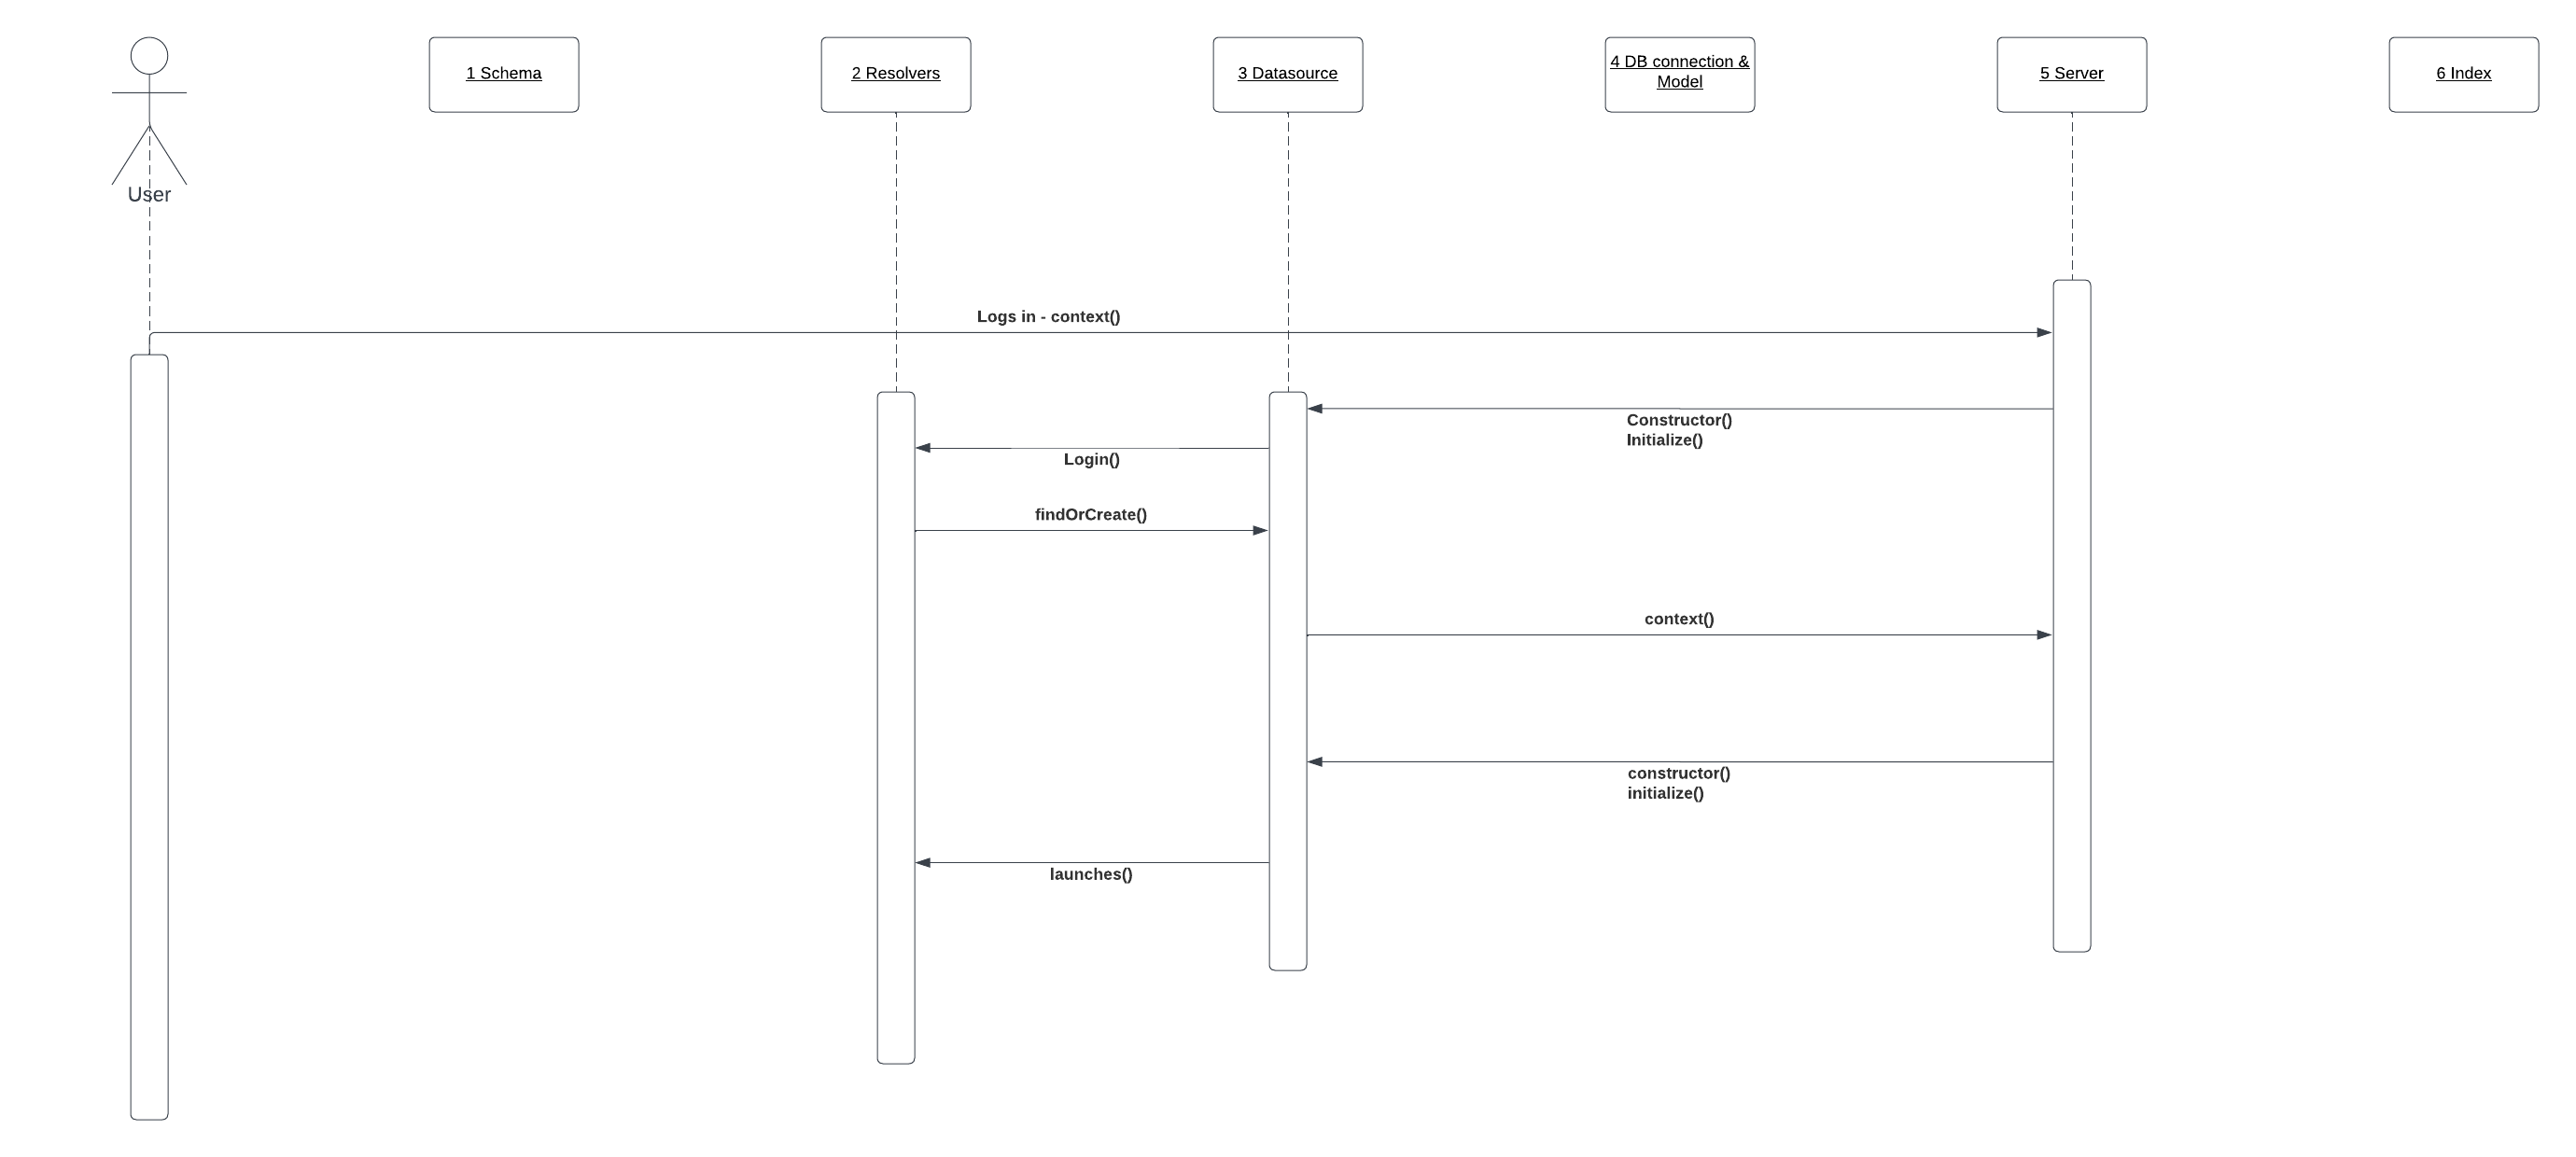 1 Schema
2 Resolvers
3 Datasource
4 DB connection &
Model
5 Server
6 Index
User
Logs in - context()
Constructor()
Initialize()
Login()
findOrCreate()
context()
constructor()
initialize()
launches()